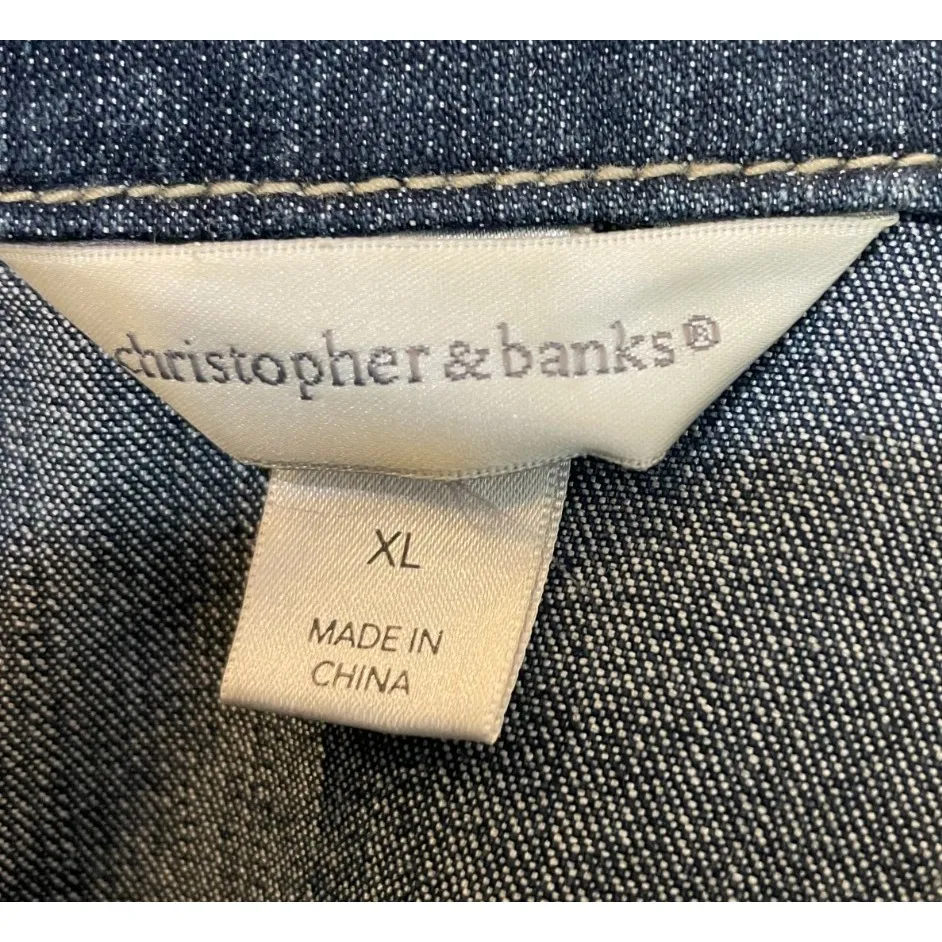 christopher & banks®
XL
MADE IN
CHINA